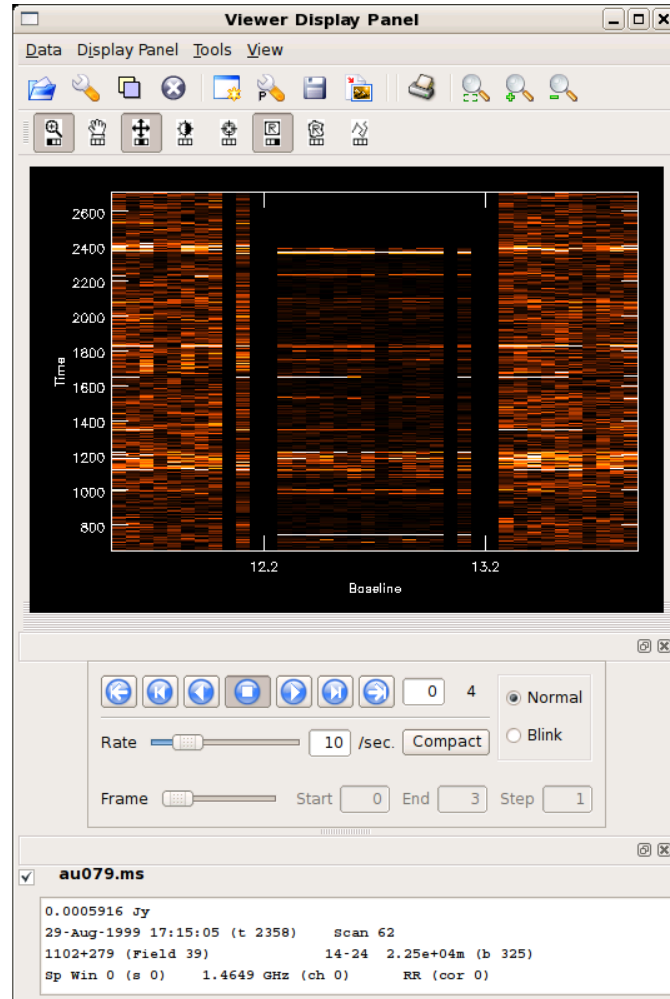 Viewer Display Panel
Data Display Panel Tools View
P
R R
2600
2400
2200
2000
1800
1600
1400
1200
1000
800
Time
12.2 13.2
Baseline
0 4 Normal
Blink
Rate 10 /sec. Compact
Frame Start 0 End 3 Step 1
au079.ms
0.0005916 Jy
29-Aug-1999 17:15:05 (t 2358) Scan 62
1102+279 (Field 39) 14-24 2.25e+04m (b 325)
Sp Win 0 (s 0) 1.4649 GHz (ch 0) RR (cor 0)